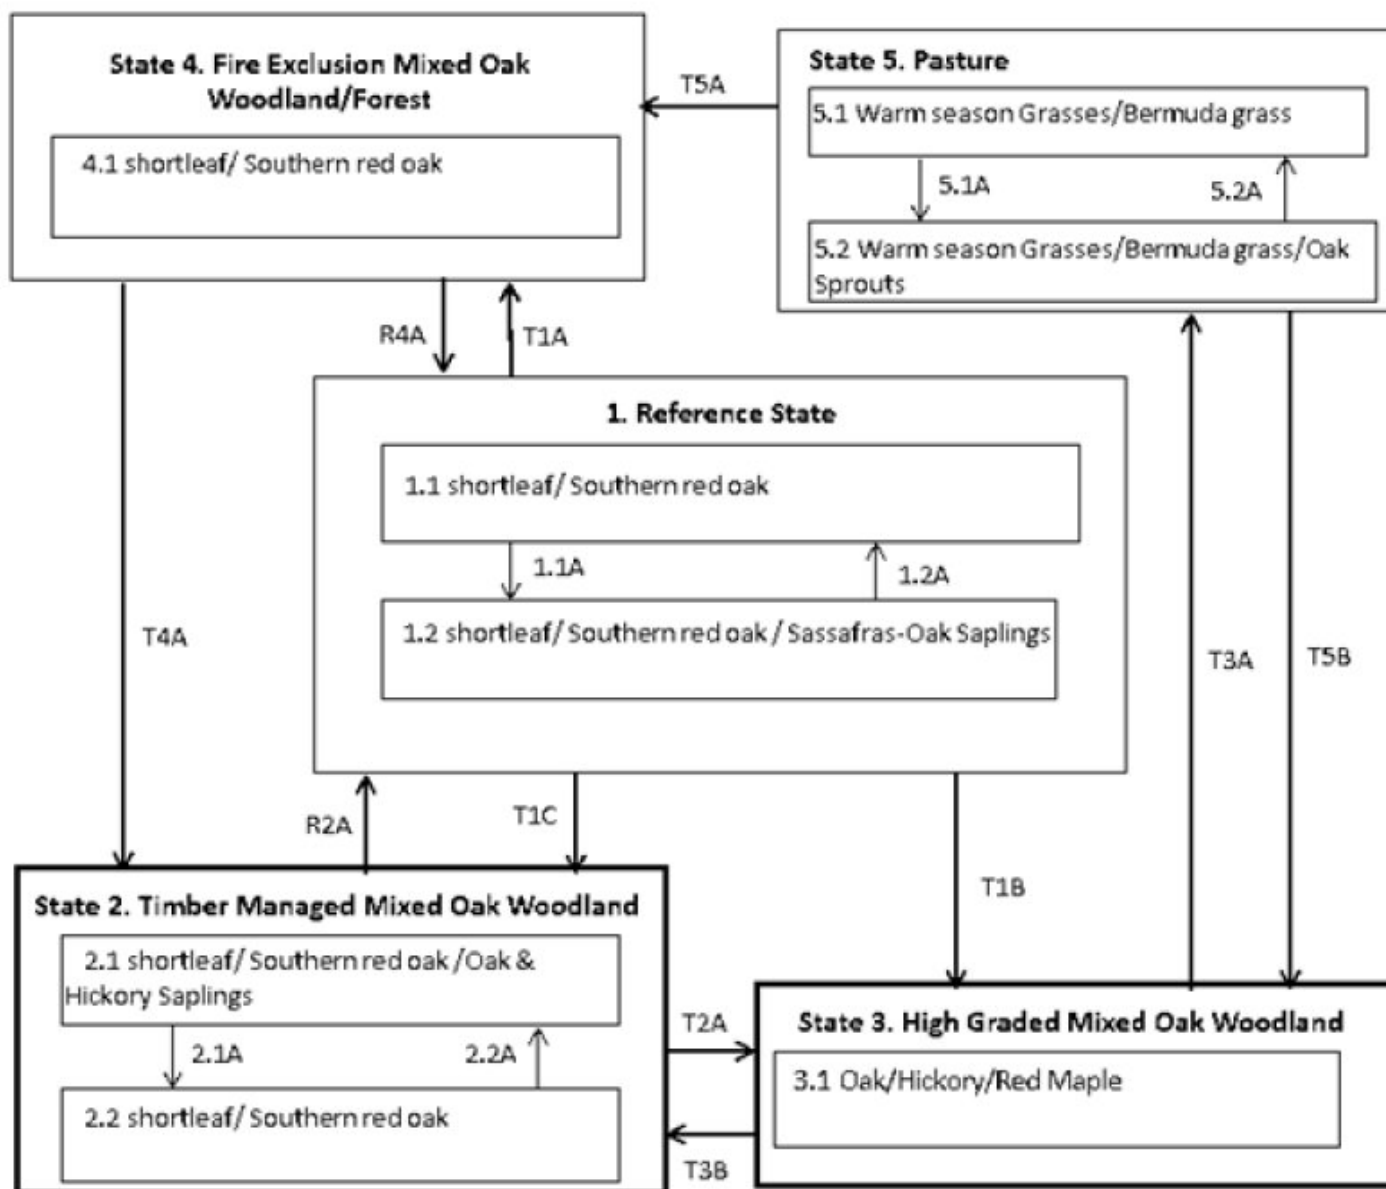 State 4. Fire Exclusion Mixed Oak
Woodland/Forest
4.1 shortleaf/ Southern red oak
T5A
State 5. Pasture
5.1 Warm season Grasses/Bermuda grass
5.1A
5.2A
5.2 Warm season Grasses/Bermuda grass/Oak
Sprouts
R4A
T1A
1. Reference State
1.1 shortleaf/ Southern red oak
1.1A
1.2A
1.2 shortleaf/ Southern red oak / Sassafras-Oak Saplings
T4A
T3A
T5B
R2A
T1C
T1B
State 2. Timber Managed Mixed Oak Woodland
2.1 shortleaf/ Southern red oak /Oak &
Hickory Saplings
2.1A
2.2A
2.2 shortleaf/ Southern red oak
T2A
T3B
State 3. High Graded Mixed Oak Woodland
3.1 Oak/Hickory/Red Maple